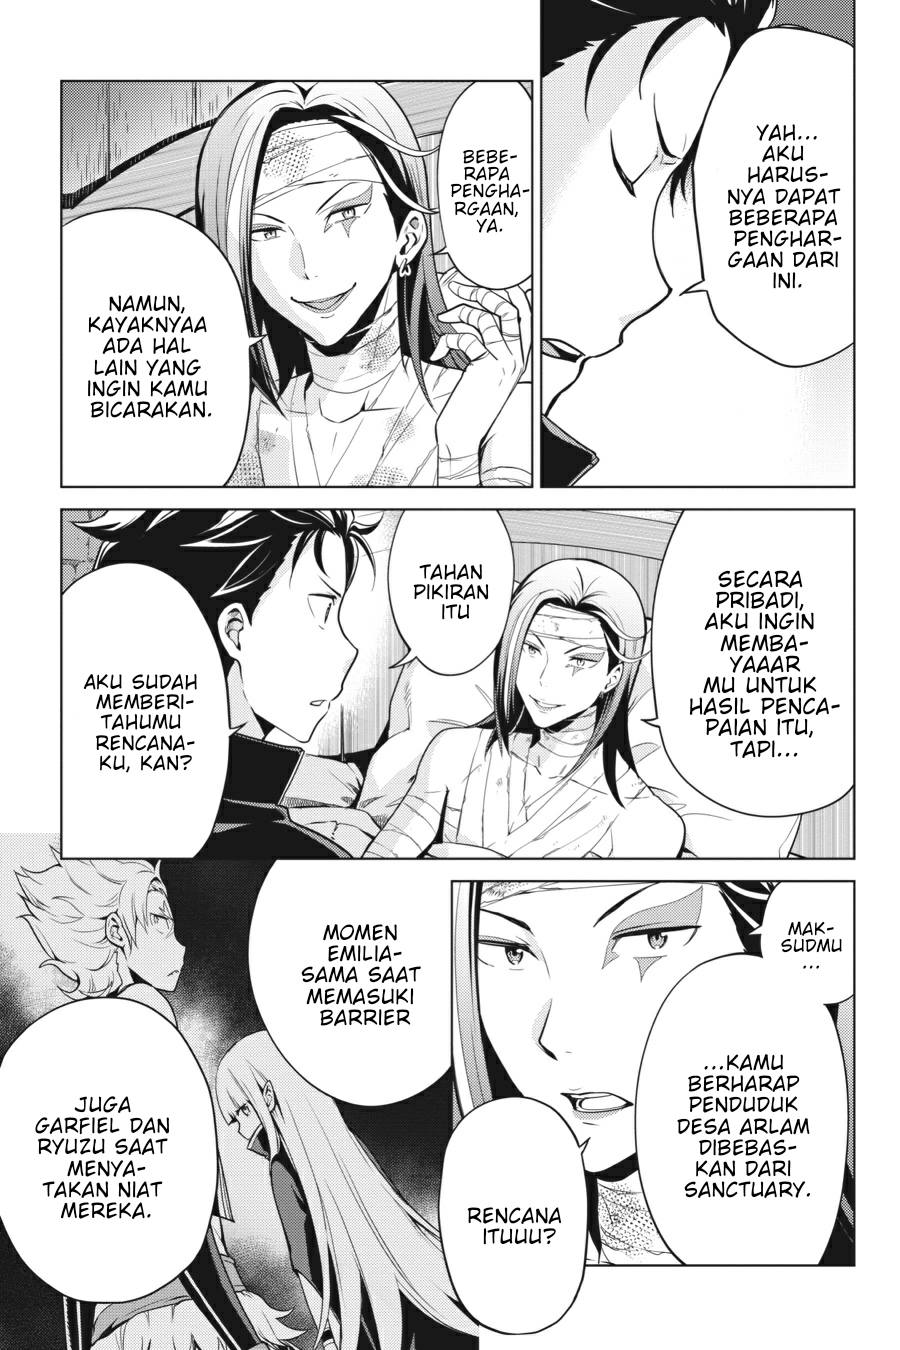 YAH...
AKU
HARUS-
NYA DAPAT
BEBERAPA
PENGHAR-
GAAN DARI
INI.
BEBE-
RAPA
PENGHA-
RGAAN,
YA.
NAMUN,
KAYAKNYAA
ADA HAL
LAIN YANG
INGIN KAMU
BICARAKAN.
SECARA
PRIBADI,
AKU INGIN
MEMBA-
YAAAR
MU UNTUK
HASIL PENCA-
PAIAN ITU,
TAPI...
TAHAN
PIKIRAN
ITU
AKU SUDAH
MEMBERI-
TAHUMU
RENCANA-
KU, KAN?
MAK-
SUDMU
...
...KAMU
BERHARAP
PENDUDUK
DESA ARLAM
DIBEBAS-
KAN DARI
SANCTUARY.
RENCANA
ITUUU?
MOMEN
EMILIA-
SAMA SAAT
MEMASUKI
BARRIER
JUGA
GARFIEL DAN
RYUZU SAAT
MENYA-
TAKAN NIAT
MEREKA.